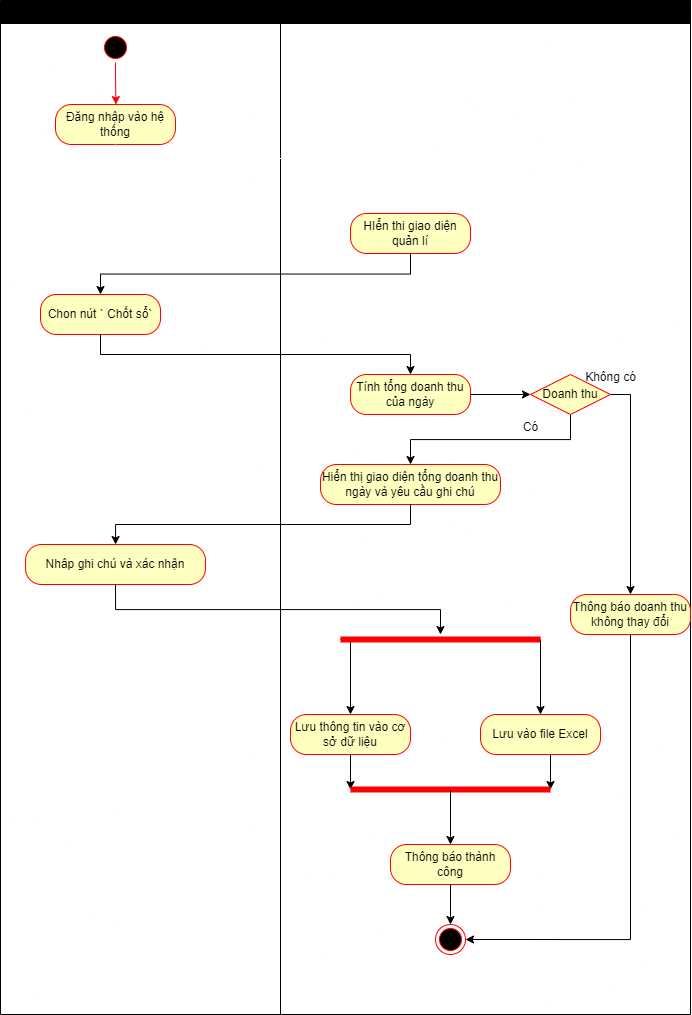 Đăng nhập vào hệ
thống
HIển thi giao diện
quản lí
Chon nút ` Chốt sổ`
Tính tổng doanh thu
của ngáy
Doanh thu
Không có
Có
Hiển thị giao diện tổng doanh thu
ngày và yêu cầu ghi chú
Nhâp ghi chú và xác nhận
Thông báo doanh thu
không thay đổi
Lưu thông tin vào cơ
sở dữ liệu
Lưu vào file Excel
Thông báo thành
công